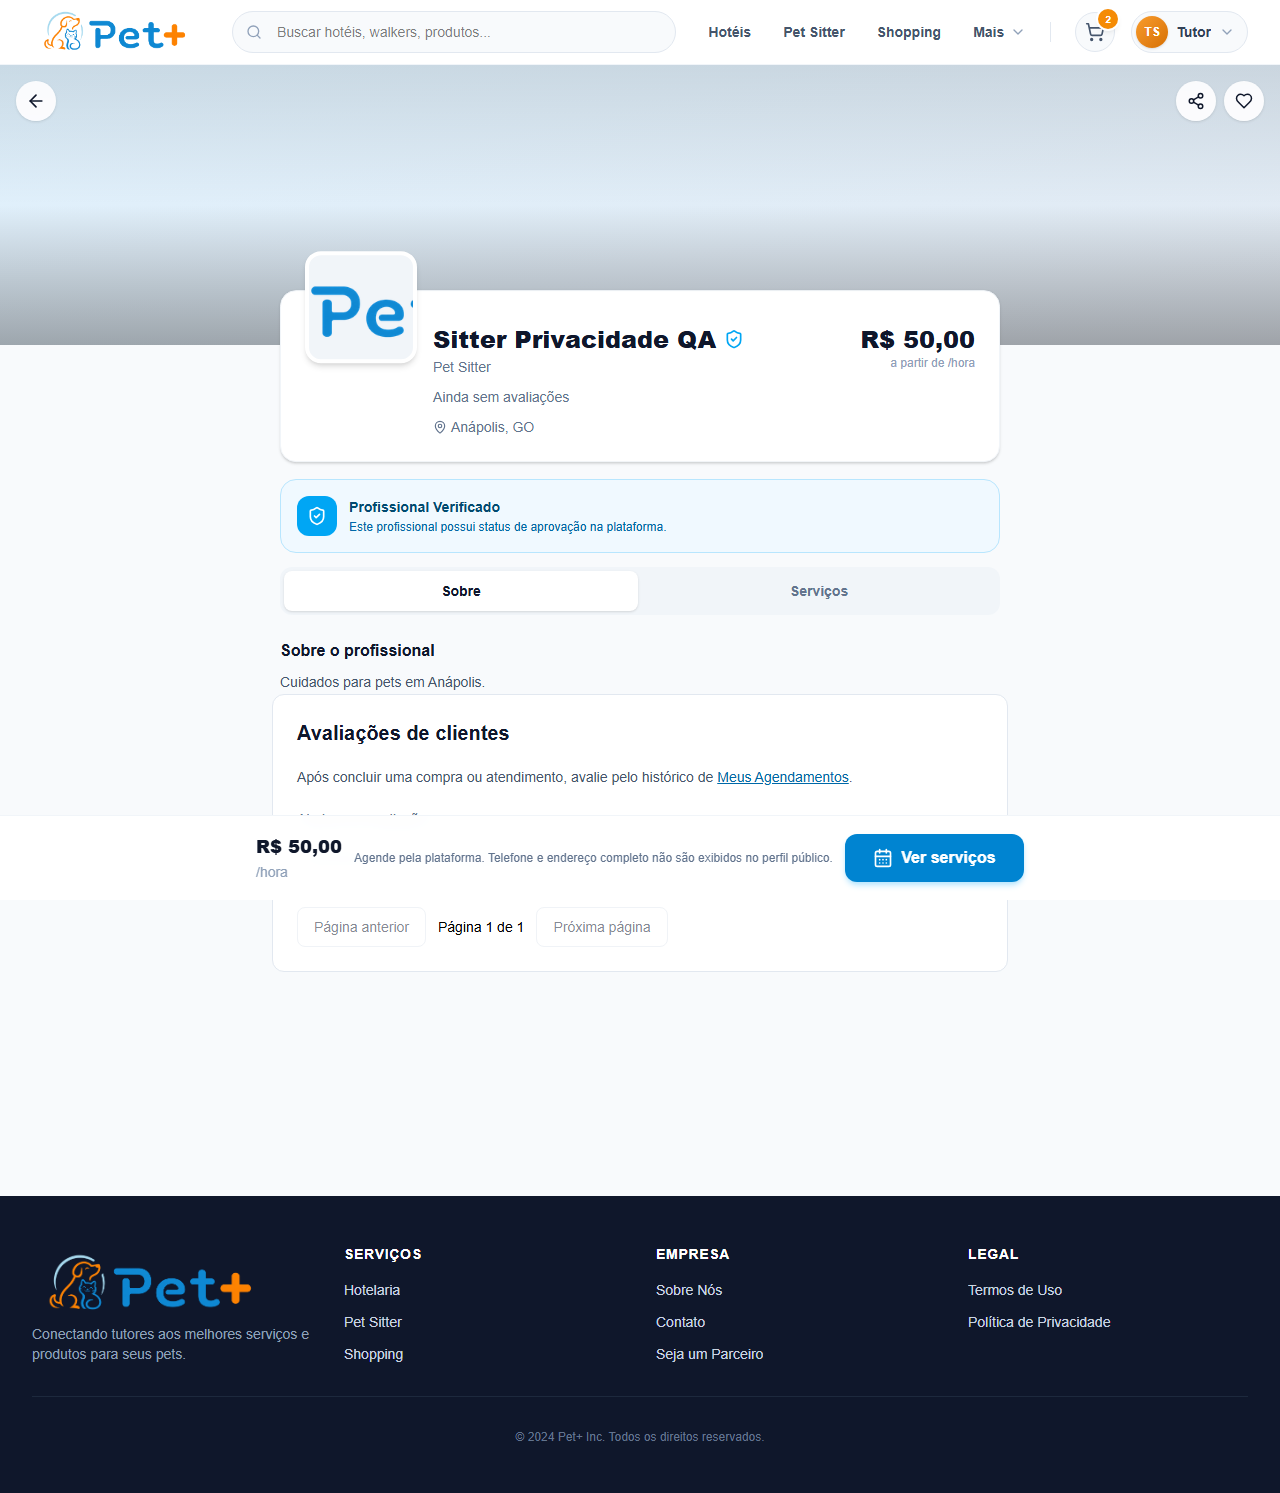 Pet+
Buscar hotéis, walkers, produtos...
Hotéis
Pet Sitter
Shopping
Mais
2
TS
Tutor
Pe
Sitter Privacidade QA
R$ 50,00
Pet Sitter
a partir de /hora
Ainda sem avaliações
Anápolis, GO
Profissional Verificado
Este profissional possui status de aprovação na plataforma.
Sobre
Serviços
Sobre o profissional
Cuidados para pets em Anápolis.
Avaliações de clientes
Após concluir uma compra ou atendimento, avalie pelo histórico de Meus Agendamentos.
R$ 50,00
/hora
Agende pela plataforma. Telefone e endereço completo não são exibidos no perfil público.
Ver serviços
Página anterior
Página 1 de 1
Próxima página
Pet+
Conectando tutores aos melhores serviços e
produtos para seus pets.
SERVIÇOS
Hotelaria
Pet Sitter
Shopping
EMPRESA
Sobre Nós
Contato
Seja um Parceiro
LEGAL
Termos de Uso
Política de Privacidade
© 2024 Pet+ Inc. Todos os direitos reservados.